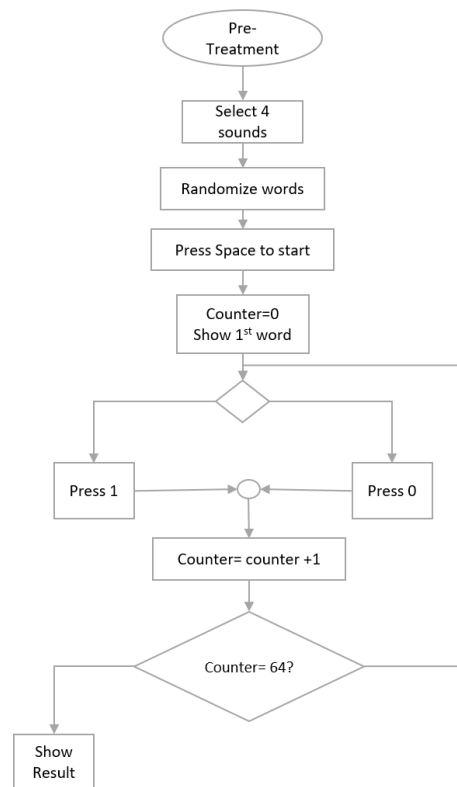 Pre-
Treatment
Select 4
sounds
Randomize words
Press Space to start
Counter=0
Show 1st word
Press 1
Press 0
Counter= counter +1
Counter= 64?
Show
Result